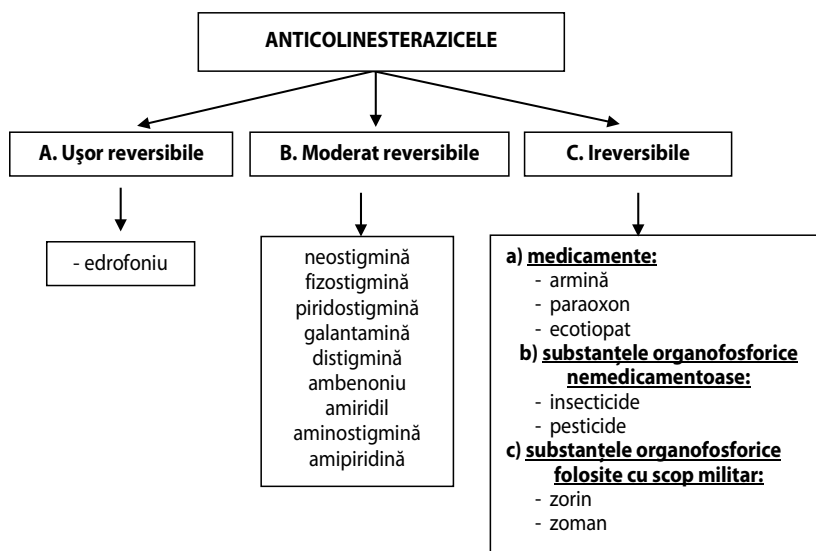 ANTICOLINESTERAZICELE
A. Uşor reversibile
B. Moderat reversibile
C. Ireversibile
- edrofoniu
neostigmină
fizostigmină
piridostigmină
galantamină
distigmină
ambenoniu
amiridil
aminostigmină
amipiridină
a) medicamente:
- armină
- paraoxon
- ecotiopat
b) substanţele organofosforice
nemedicamentoase:
- insecticide
- pesticide
c) substanţele organofosforice
folosite cu scop militar:
- zorin
- zoman